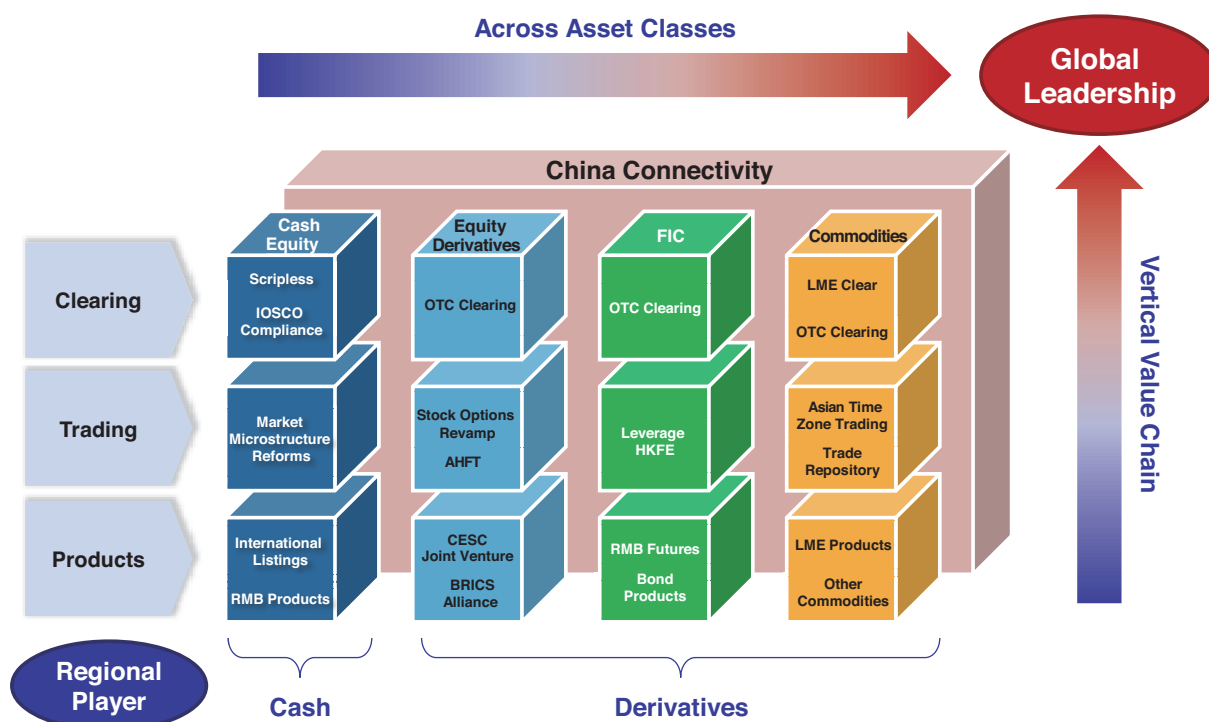 Across Asset Classes
Global
Leadership
China Connectivity
Cash
Equity
Equity
Derivatives
FIC
Commodities
Clearing
Scripless
IOSCO
Compliance
OTC Clearing
OTC Clearing
LME Clear
OTC Clearing
Trading
Market
Microstructure
Reforms
Stock Options
Revamp
AHFT
Leverage
HKFE
Asian Time
Zone Trading
Trade
Repository
Products
International
Listings
RMB Products
CESC
Joint Venture
BRICS
Alliance
RMB Futures
Bond
Products
LME Products
Other
Commodities
Vertical Value Chain
Regional
Player
Cash
Derivatives